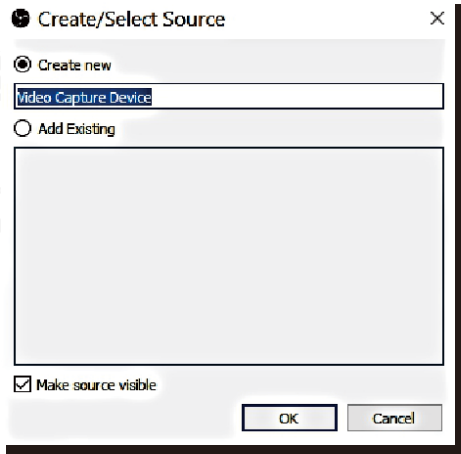 Create/Select Source
Create new
Video Capture Device
Add Existing
Make source visible
OK Cancel